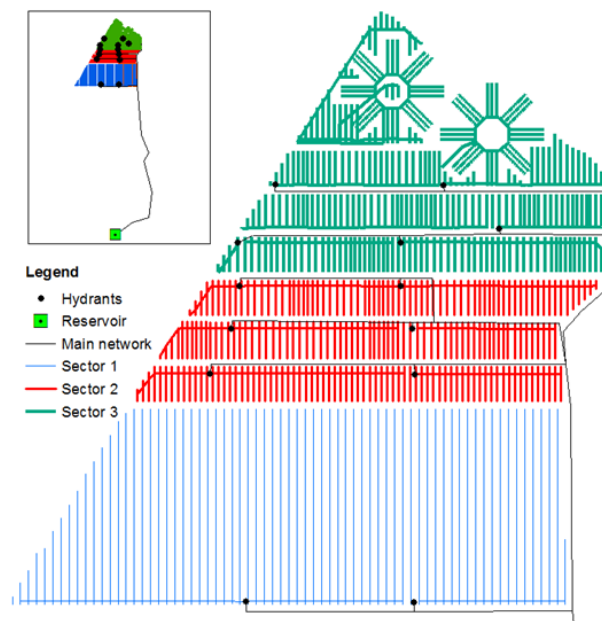 Legend
Hydrants
Reservoir
Main network
Sector 1
Sector 2
Sector 3